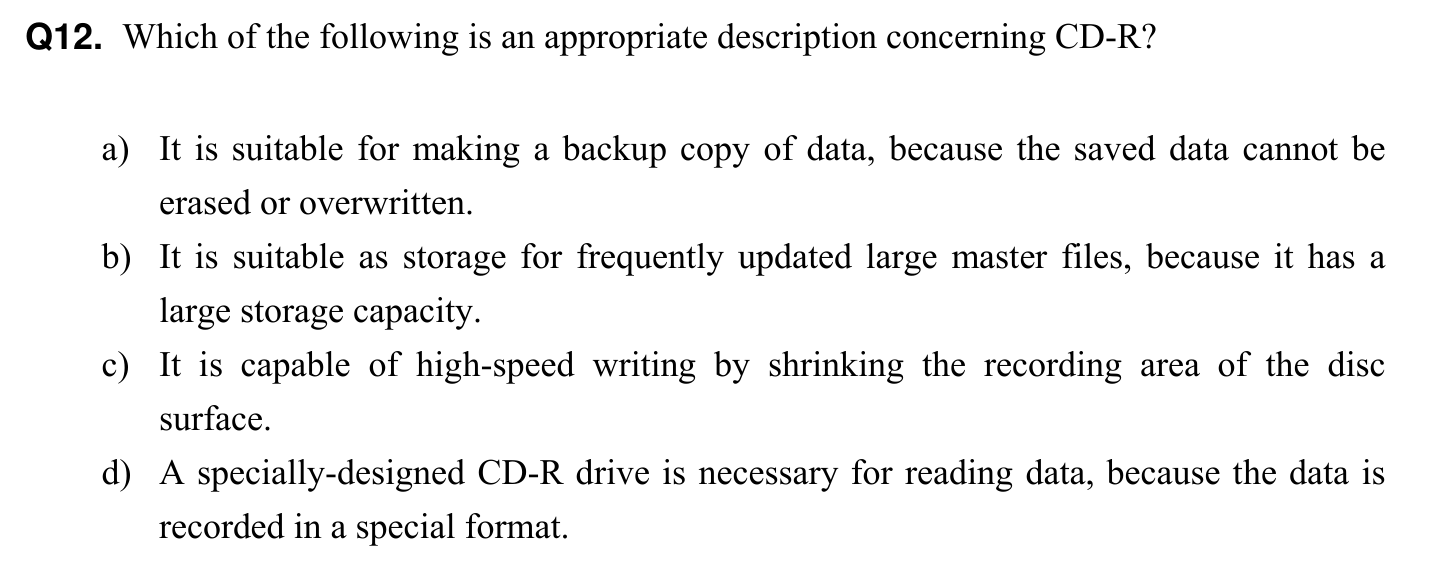 Q12. Which of the following is an appropriate description concerning CD-R?
a) It is suitable for making a backup copy of data, because the saved data cannot be
erased or overwritten.
b) It is suitable as storage for frequently updated large master files, because it has a
large storage capacity.
c) It is capable of high-speed writing by shrinking the recording area of the disc
surface.
d) A specially-designed CD-R drive is necessary for reading data, because the data is
recorded in a special format.